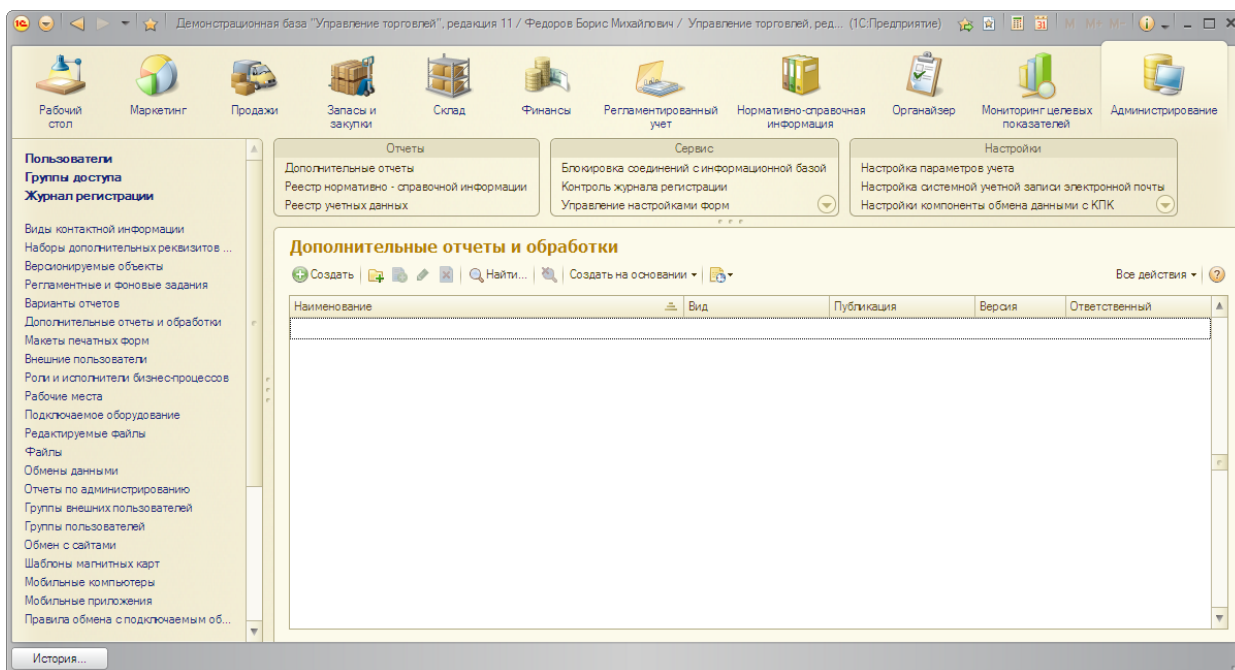 Демонстрационная база "Управление торговлей", редакция 11 / Федоров Борис Михайлович / Управление торговлей, ред... (1С:Предприятие)
M M+ M-
31
Рабочий стол
Маркетинг
Продажи
Запасы и закупки
Склад
Финансы
Регламентированный учет
Нормативно-справочная информация
Органайзер
Мониторинг целевых показателей
Администрирование
Пользователи
Группы доступа
Журнал регистрации
Виды контактной информации
Наборы дополнительных реквизитов ...
Версионируемые объекты
Регламентные и фоновые задания
Варианты отчетов
Дополнительные отчеты и обработки
Макеты печатных форм
Внешние пользователи
Роли и исполнители бизнес-процессов
Рабочие места
Подключаемое оборудование
Редактируемые файлы
Файлы
Обмены данными
Отчеты по администрированию
Группы внешних пользователей
Группы пользователей
Обмен с сайтами
Шаблоны магнитных карт
Мобильные компьютеры
Мобильные приложения
Правила обмена с подключаемым об...
Отчеты
Дополнительные отчеты
Реестр нормативно - справочной информации
Реестр учетных данных
Сервис
Блокировка соединений с информационной базой
Контроль журнала регистрации
Управление настройками форм
Настройки
Настройка параметров учета
Настройка системной учетной записи электронной почты
Настройки компоненты обмена данными с КПК
Дополнительные отчеты и обработки
Создать Найти... Создать на основании Все действия
Наименование Вид Публикация Версия Ответственный
История...